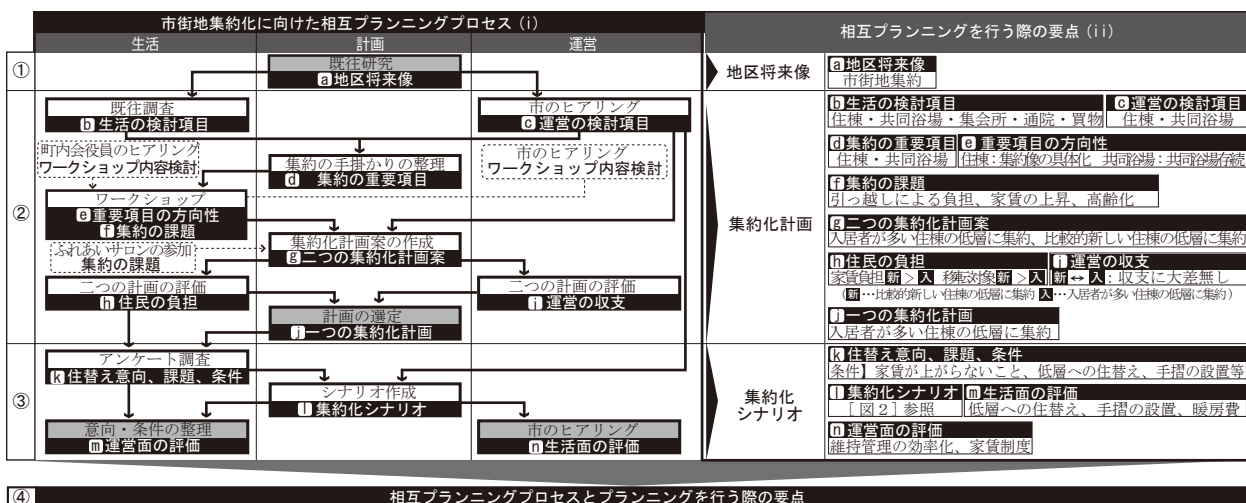 市街地集約化に向けた相互プランニングプロセス(i)
生活
計画
運営
相互プランニングを行う際の要点(ii)
①
既往研究
a地区将来像
地区将来像
a地区将来像
市街地集約
②
既往調査
b生活の検討項目
市のヒアリング
c運営の検討項目
町内会役員のヒアリング
ワークショップ内容検討
集約の手掛かりの整理
d 集約の重要項目
市のヒアリング
ワークショップ内容検討
ワークショップ
e重要項目の方向性
f集約の課題
ふれあいサロンの参加
集約の課題
集約化計画案の作成
g二つの集約化計画案
二つの計画の評価
h住民の負担
二つの計画の評価
i運営の収支
計画の選定
j一つの集約化計画
集約化計画
b生活の検討項目
住棟・共同浴場・集会所・通院・買物
c運営の検討項目
住棟・共同浴場
d集約の重要項目
住棟・共同浴場
e重要項目の方向性
住棟:集約像の具体化 共同浴場:共同浴場存続
f集約の課題
引っ越しによる負担、家賃の上昇、高齢化
g二つの集約化計画案
入居者が多い住棟の低層に集約、比較的新しい住棟の低層に集約
h住民の負担
家賃負担新>入 移転対象新>入
i運営の収支
新↔入:収支に大差無し
(新…比較的新しい住棟の低層に集約 入…入居者が多い住棟の低層に集約)
j一つの集約化計画
入居者が多い住棟の低層に集約
③
アンケート調査
k住替え意向、課題、条件
シナリオ作成
l集約化シナリオ
意向・条件の整理
m運営面の評価
市のヒアリング
n生活面の評価
集約化
シナリオ
k住替え意向、課題、条件
条件】家賃が上がらないこと、低層への住替え、手摺の設置等
l集約化シナリオ
[図2]参照
m生活面の評価
低層への住替え、手摺の設置、暖房費
n運営面の評価
維持管理の効率化、家賃制度
④
相互プランニングプロセスとプランニングを行う際の要点